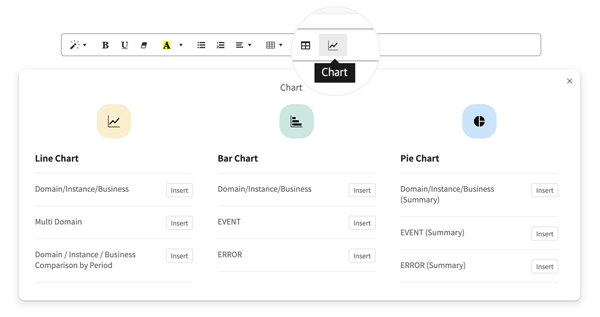 B U A
Chart
Chart
Line Chart
Domain/Instance/Business Insert
Multi Domain Insert
Domain / Instance / Business
Comparison by Period Insert
Bar Chart
Domain/Instance/Business Insert
EVENT Insert
ERROR Insert
Pie Chart
Domain/Instance/Business
(Summary) Insert
EVENT (Summary) Insert
ERROR (Summary) Insert